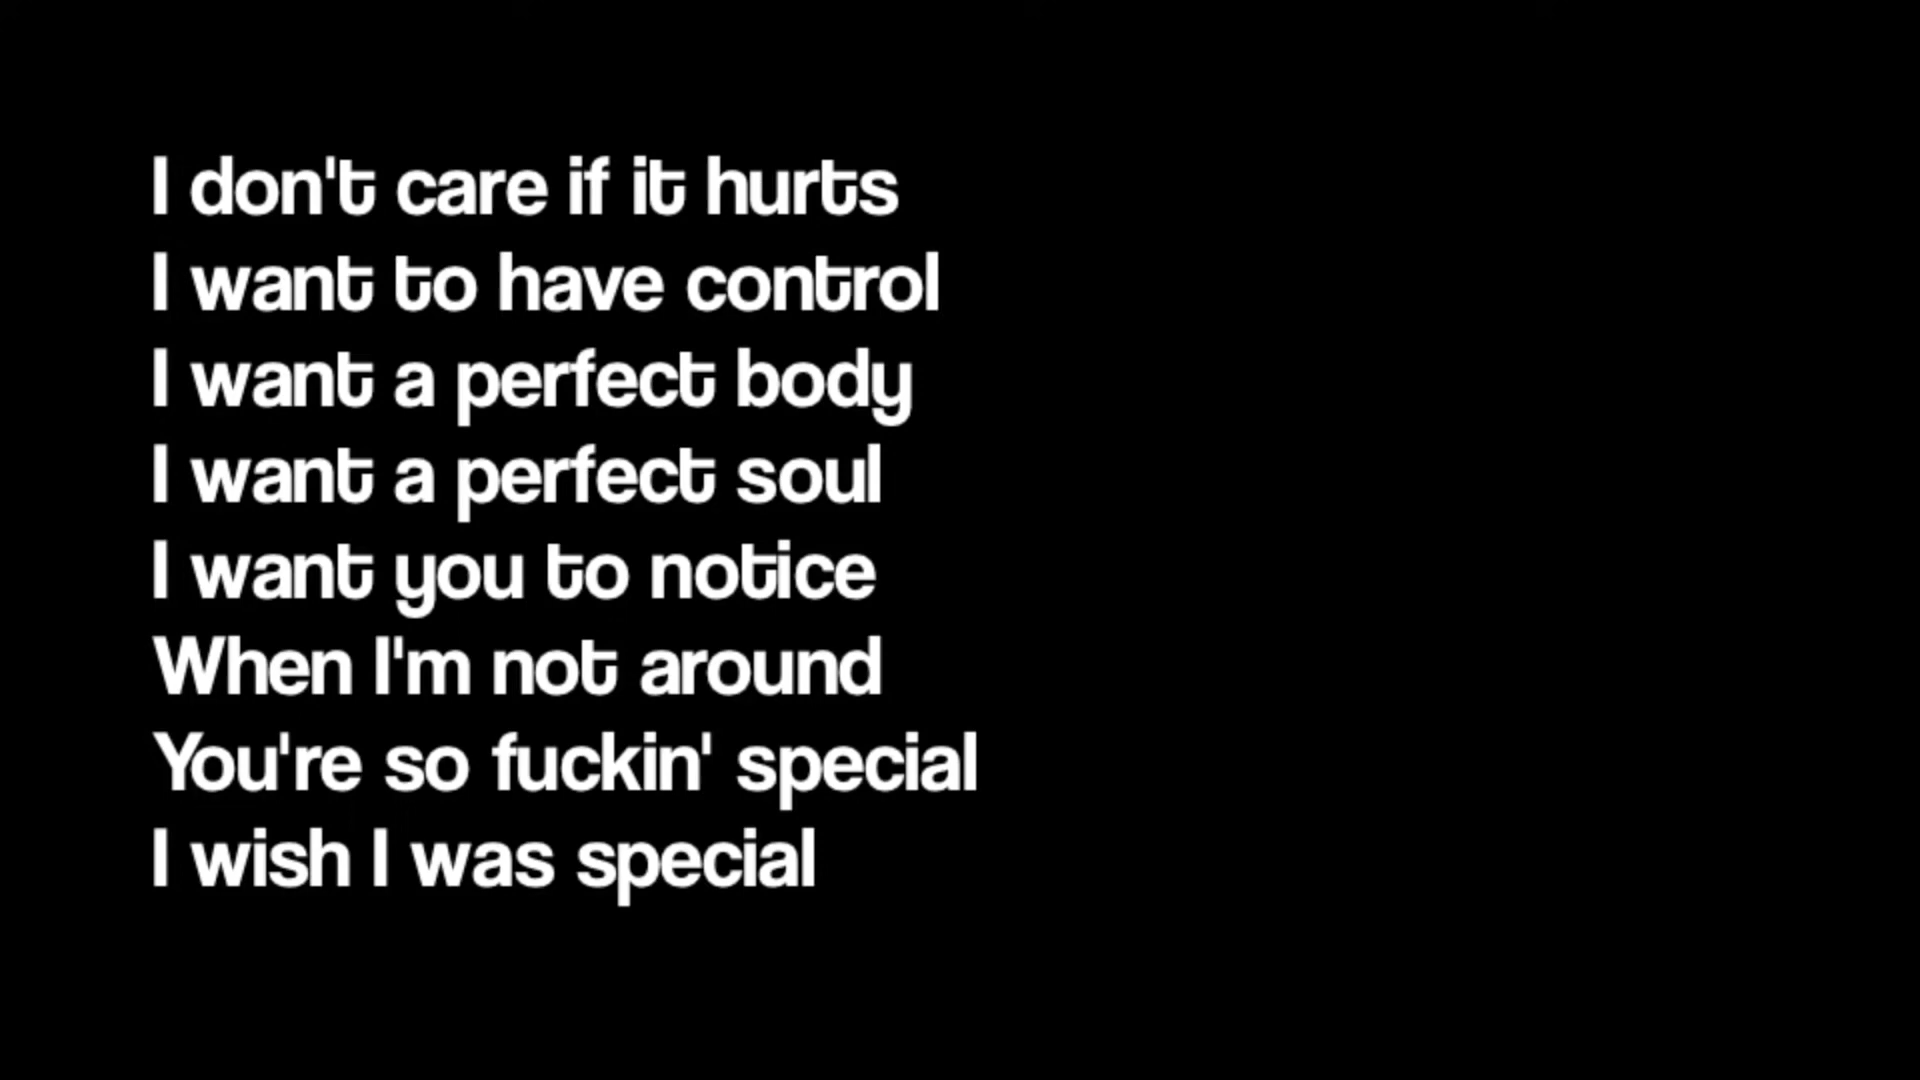 I don't care if it hurts
I want to have control
I want a perfect body
I want a perfect soul
I want you to notice
When I'm not around
You're so fuckin' special
I wish I was special